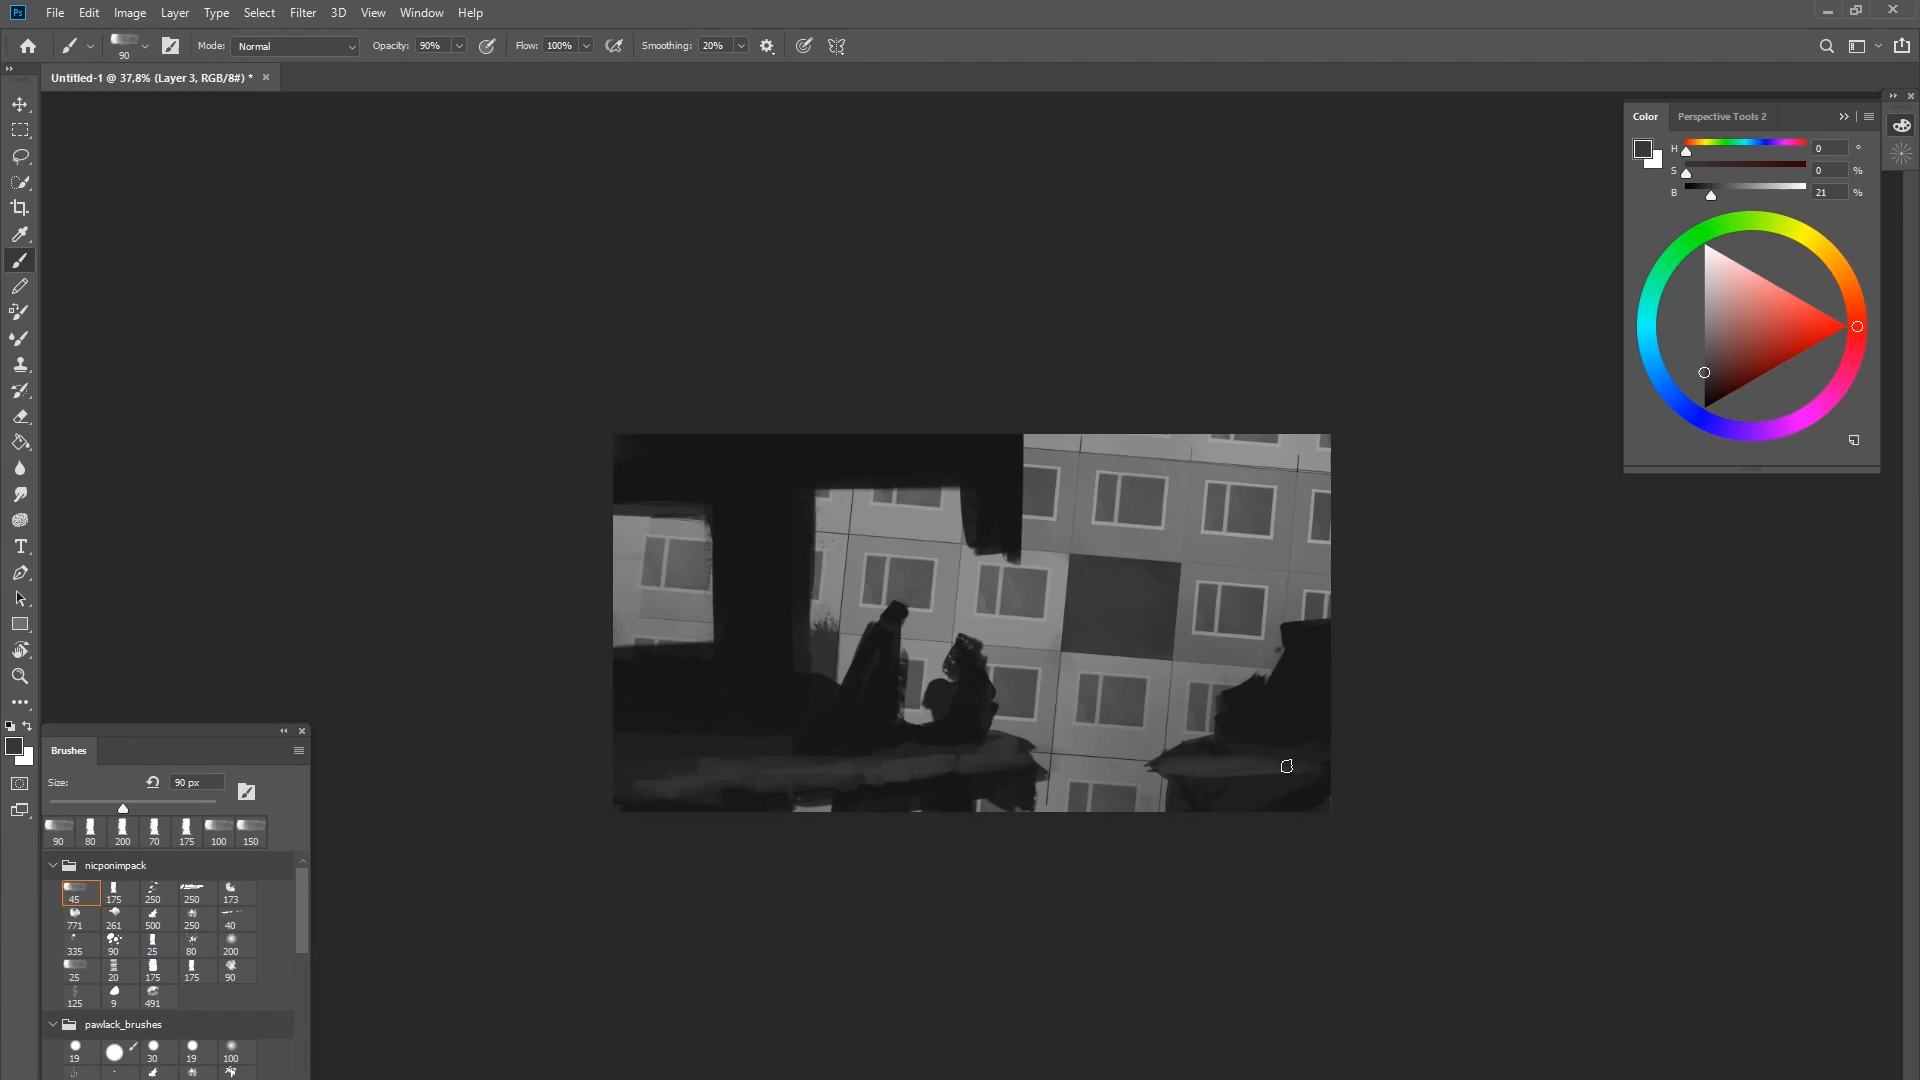 Ps File Edit Image Layer Type Select Filter 3D View Window Help
90 Mode: Normal Opacity: 90% Flow: 100% Smoothing: 20%
Untitled-1 @ 37,8% (Layer 3, RGB/8#) *
Color Perspective Tools 2
H 0 °
S 0 %
B 21 %
Brushes
Size: 90 px
90 80 200 70 175 100 150
nicponimpack
45 175 250 250 173
771 261 500 250 40
335 90 25 80 200
25 20 175 175 90
125 9 491
pawlack_brushes
19 30 19 100